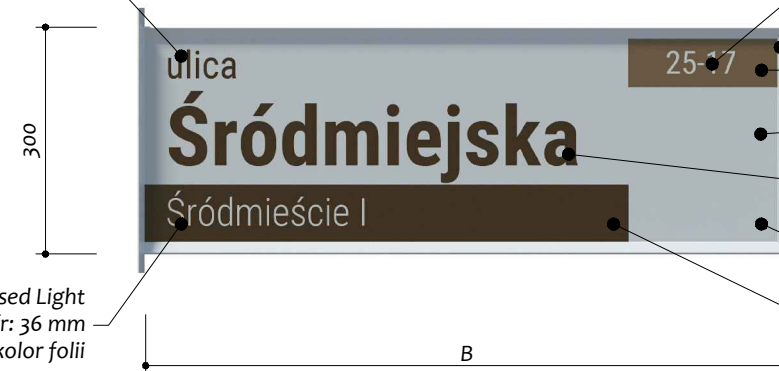 ulica
25-17
Śródmiejska
Śródmieście I
300
sed Light
r: 36 mm
kolor folii
B